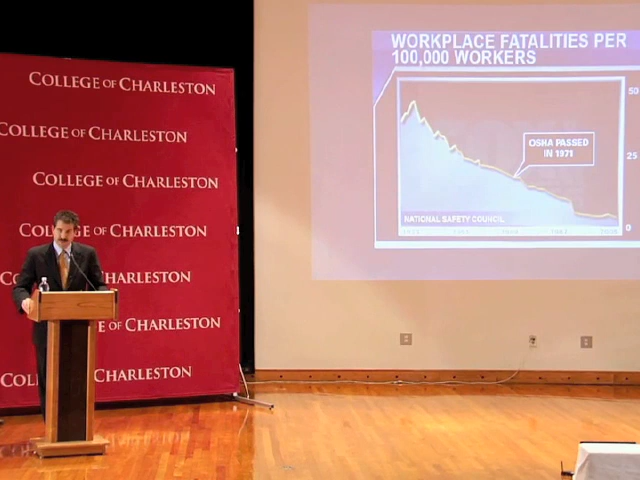 COLLEGE OF CHARLESTON
COLLEGE OF CHARLESTON
COLLEGE OF CHARLESTON
COLLEGE OF CHARLESTON
CHARLESTON
OF CHARLESTON
COL
CHARLESTON
WORKPLACE FATALITIES PER
100,000 WORKERS
50
OSHA PASSED
IN 1971
25
NATIONAL SAFETY COUNCIL
0